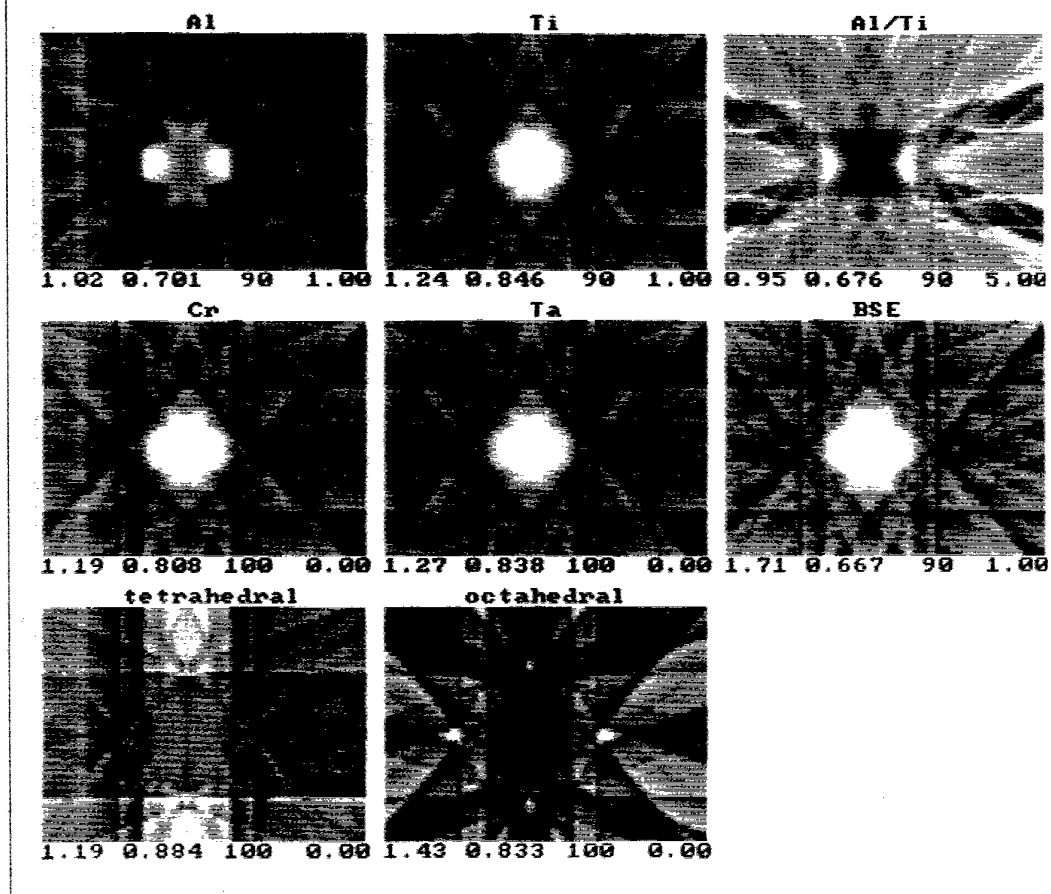 Al Ti Al/Ti
1.02 0.701 90 1.00 1.24 0.846 90 1.00 0.95 0.676 90 5.00
Cr Ta BSE
1.19 0.808 100 0.00 1.27 0.838 100 0.00 1.71 0.667 90 1.00
tetrahedral octahedral
1.19 0.884 100 0.00 1.43 0.833 100 0.00